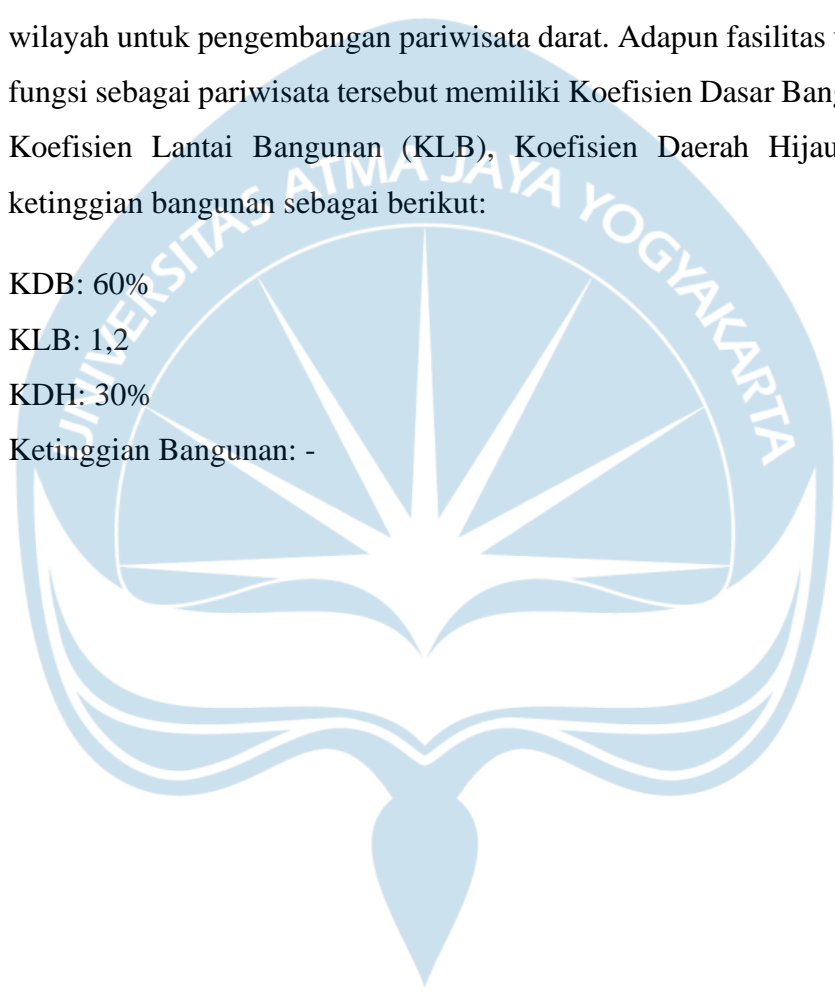 wilayah untuk pengembangan pariwisata darat. Adapun fasilitas
fungsi sebagai pariwisata tersebut memiliki Koefisien Dasar
Koefisien Lantai Bangunan (KLB), Koefisien Daerah Hijau
ketinggian bangunan sebagai berikut:
UNIVERSITAS ATMA JAYA YOGYAKARTA
KDB: 60%
KLB: 1,2
KDH: 30%
Ketinggian Bangunan: -